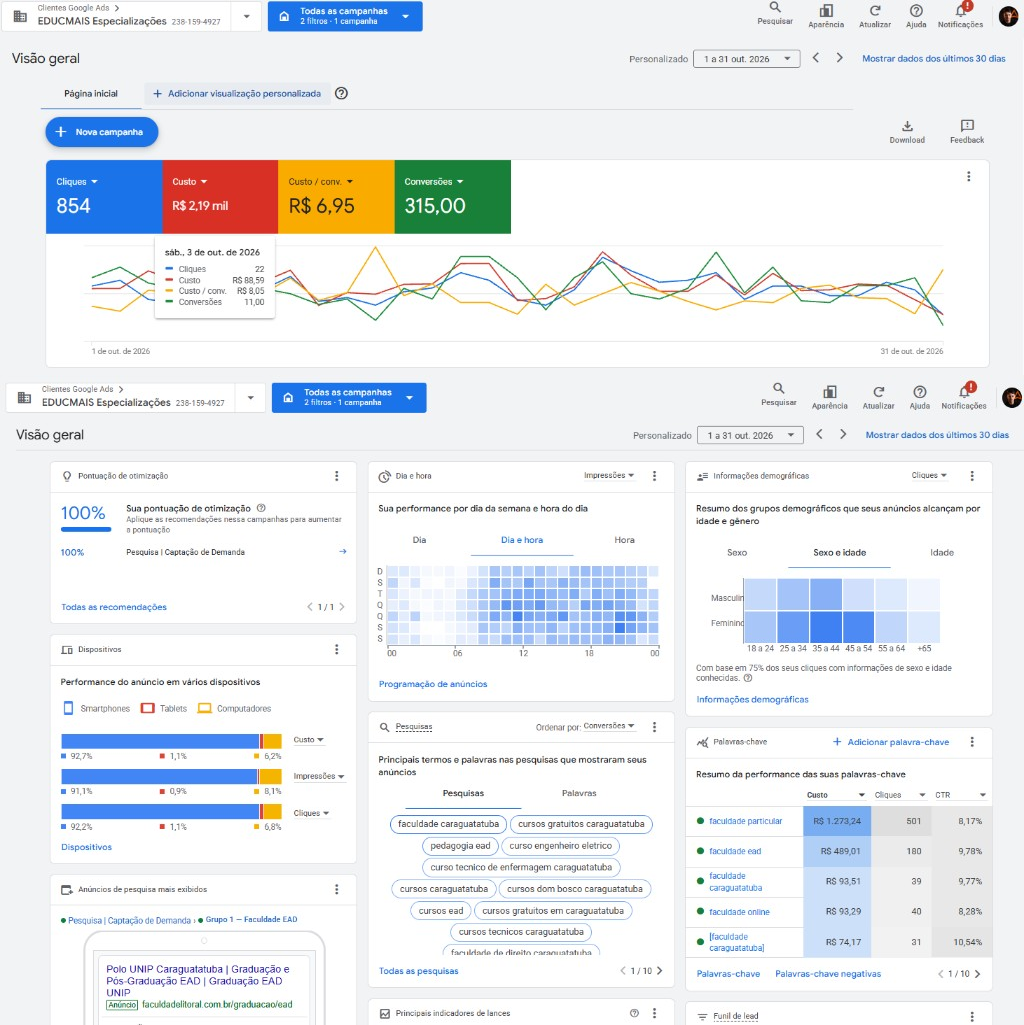 Clientes Google Ads
EDUCMAIS Especializações 238-159-4927
Todas as campanhas
2 filtros - 1 campanha
Pesquisar
Aparência
Atualizar
Ajuda
Notificações
Visão geral
Personalizado
1 a 31 out. 2026
Mostrar dados dos últimos 30 dias
Página inicial
Adicionar visualização personalizada
Nova campanha
Download
Feedback
Cliques
854
Custo
R$ 2,19 mil
Custo / conv.
R$ 6,95
Conversões
315,00
sáb., 3 de out. de 2026
Cliques 22
Custo R$ 88,59
Custo / conv. R$ 8,05
Conversões 11,00
1 de out. de 2026
31 de out. de 2026
Clientes Google Ads
EDUCMAIS Especializações 238-159-4927
Todas as campanhas
2 filtros - 1 campanha
Pesquisar
Aparência
Atualizar
Ajuda
Notificações
Visão geral
Personalizado
1 a 31 out. 2026
Mostrar dados dos últimos 30 dias
Pontuação de otimização
100%
Sua pontuação de otimização
Aplique as recomendações nessa campanhas para aumentar
a pontuação
100%
Pesquisa | Captação de Demanda
Todas as recomendações
1 / 1
Dispositivos
Performance do anúncio em vários dispositivos
Smartphones
Tablets
Computadores
Custo
92,7% 1,1% 6,2%
Impressões
91,1% 0,9% 8,1%
Cliques
92,2% 1,1% 6,8%
Dispositivos
Anúncios de pesquisa mais exibidos
Pesquisa | Captação de Demanda › Grupo 1 — Faculdade EAD
Polo UNIP Caraguatatuba | Graduação e
Pós-Graduação EAD | Graduação EAD
UNIP
Anúncio faculdadelitoral.com.br/graduacao/ead
Dia e hora
Impressões
Sua performance por dia da semana e hora do dia
Dia
Dia e hora
Hora
D
S
T
Q
Q
S
S
00 06 12 18 00
Programação de anúncios
Pesquisas
Ordenar por: Conversões
Principais termos e palavras nas pesquisas que mostraram seus
anúncios
Pesquisas
Palavras
faculdade caraguatatuba
cursos gratuitos caraguatatuba
pedagogia ead
curso engenheiro eletrico
curso tecnico de enfermagem caraguatatuba
cursos caraguatatuba
cursos dom bosco caraguatatuba
cursos ead
cursos gratuitos em caraguatatuba
cursos tecnicos caraguatatuba
faculdade de direito caraguatatuba
Todas as pesquisas
1 / 10
Principais indicadores de lances
Informações demográficas
Cliques
Resumo dos grupos demográficos que seus anúncios alcançam por
idade e gênero
Sexo
Sexo e idade
Idade
Masculin
Feminino
18 a 24 25 a 34 35 a 44 45 a 54 55 a 64 +65
Com base em 75% dos seus cliques com informações de sexo e idade
conhecidas.
Informações demográficas
Palavras-chave
Adicionar palavra-chave
Resumo da performance das suas palavras-chave
Custo Cliques CTR
faculdade particular R$ 1.273,24 501 8,17%
faculdade ead R$ 489,01 180 9,78%
faculdade
caraguatatuba R$ 93,51 39 9,77%
faculdade online R$ 93,29 40 8,28%
[faculdade
caraguatatuba] R$ 74,17 31 10,54%
Palavras-chave
Palavras-chave negativas
1 / 10
Funil de lead